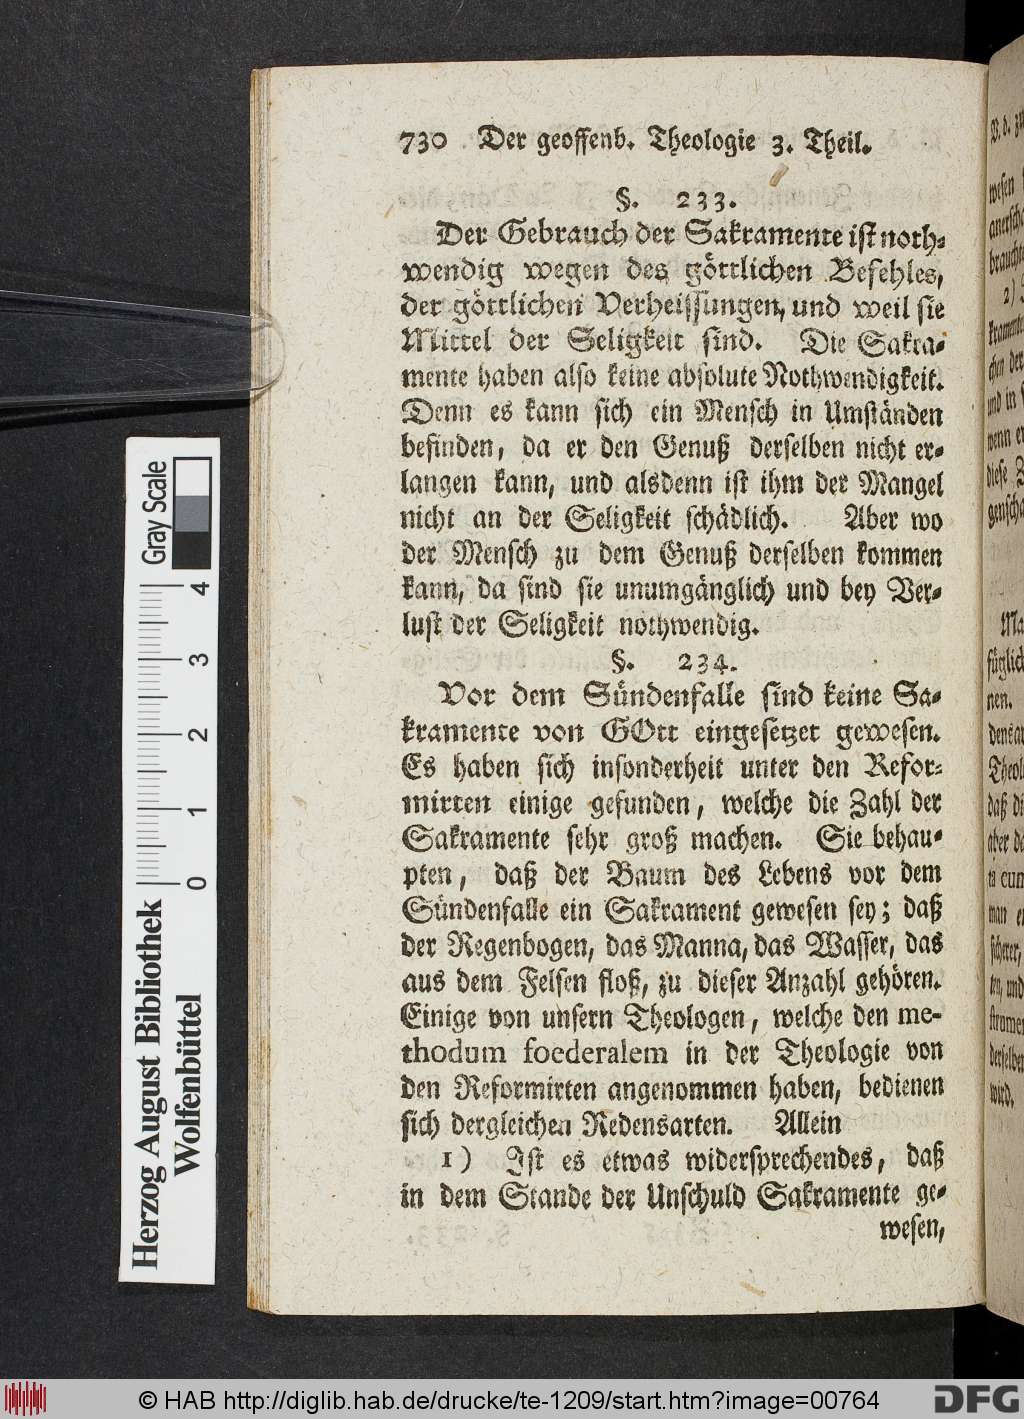 730 Der geoffenb. Theologie 3. Theil.
§. 233.
Der Gebrauch der Sakramente ist noth-
wendig wegen des göttlichen Befehles,
der göttlichen Verheissungen, und weil sie
Mittel der Seligkeit sind. Die Sakra-
mente haben also keine absolute Nothwendigkeit.
Denn es kann sich ein Mensch in Umständen
befinden, da er den Genuß derselben nicht er-
langen kann, und alsdenn ist ihm der Mangel
nicht an der Seligkeit schädlich. Aber wo
der Mensch zu dem Genuß derselben kommen
kann, da sind sie unumgänglich und bey Ver-
lust der Seligkeit nothwendig.
§. 234.
Vor dem Sündenfalle sind keine Sa-
kramente von GOtt eingesetzet gewesen.
Es haben sich insonderheit unter den Refor-
mirten einige gefunden, welche die Zahl der
Sakramente sehr groß machen. Sie behau-
pten, daß der Baum des Lebens vor dem
Sündenfalle ein Sakrament gewesen sey; daß
der Regenbogen, das Manna, das Wasser, das
aus dem Felsen floß, zu dieser Anzahl gehören.
Einige von unsern Theologen, welche den me-
thodum foederalem in der Theologie von
den Reformirten angenommen haben, bedienen
sich dergleichen Redensarten. Allein
1) Ist es etwas widersprechendes, daß
in dem Stande der Unschuld Sakramente ge-
wesen,
Gray Scale
4 3 2 1 0
Herzog August Bibliothek
Wolfenbüttel
© HAB http://diglib.hab.de/drucke/te-1209/start.htm?image=00764
DFG